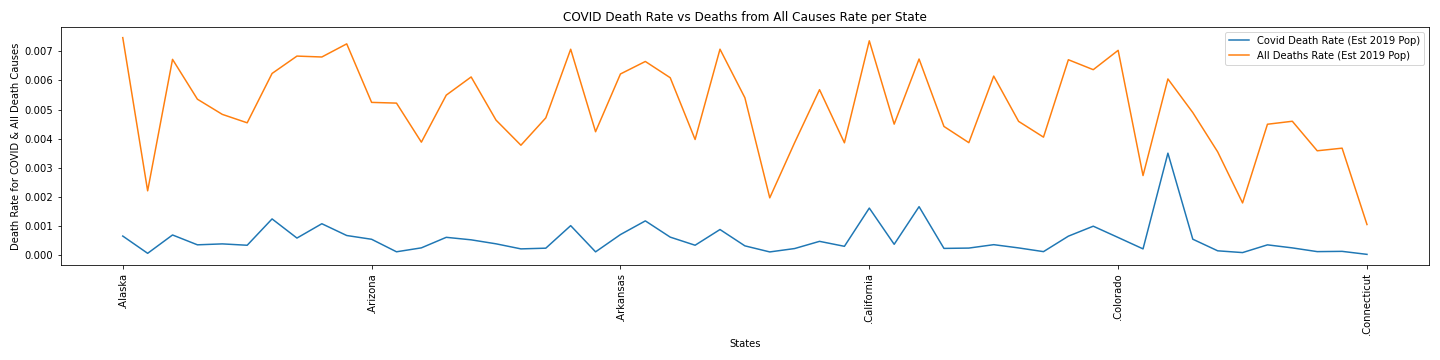 COVID Death Rate vs Deaths from All Causes Rate per State
Covid Death Rate (Est 2019 Pop)
All Deaths Rate (Est 2019 Pop)
Death Rate for COVID & All Death Causes
0.007
0.006
0.005
0.004
0.003
0.002
0.001
0.000
.Alaska
.Arizona
.Arkansas
.California
.Colorado
.Connecticut
States